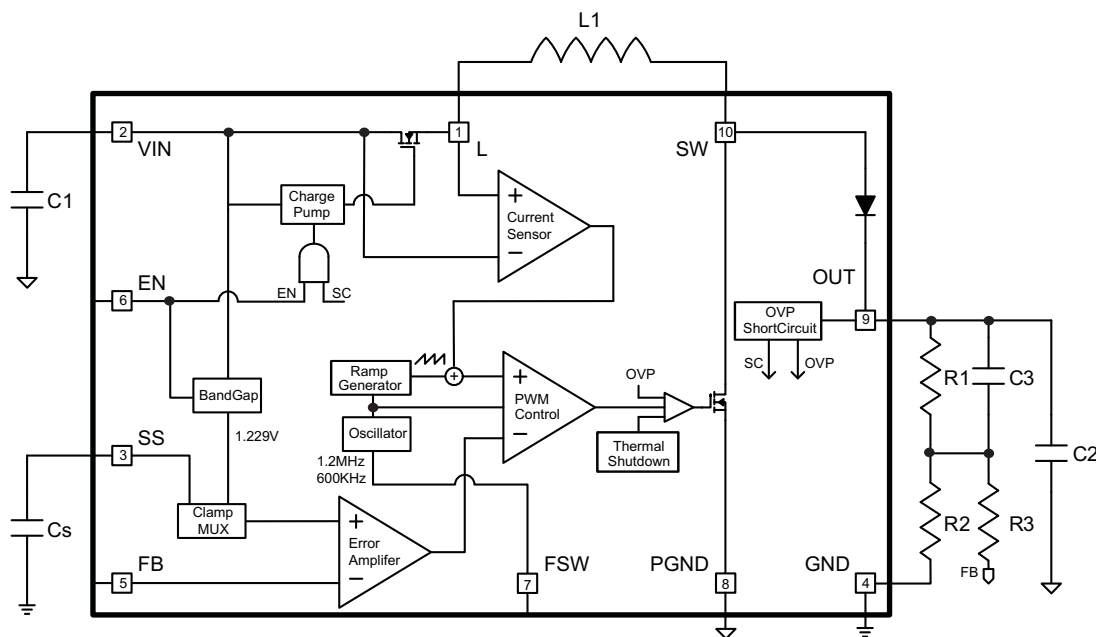 L1
2
VIN
1
L
10
SW
C1
Charge
Pump
+
Current
Sensor
−
EN
6
EN
SC
OUT
9
OVP
ShortCircuit
SC
OVP
Ramp
Generator
+
+
PWM
Control
−
OVP
R1
C3
BandGap
1.229V
Oscillator
1.2MHz
600KHz
Thermal
Shutdown
SS
3
C2
Cs
Clamp
MUX
+
Error
Amplifer
−
R2
R3
FB
5
FSW
7
PGND
8
GND
4
FB